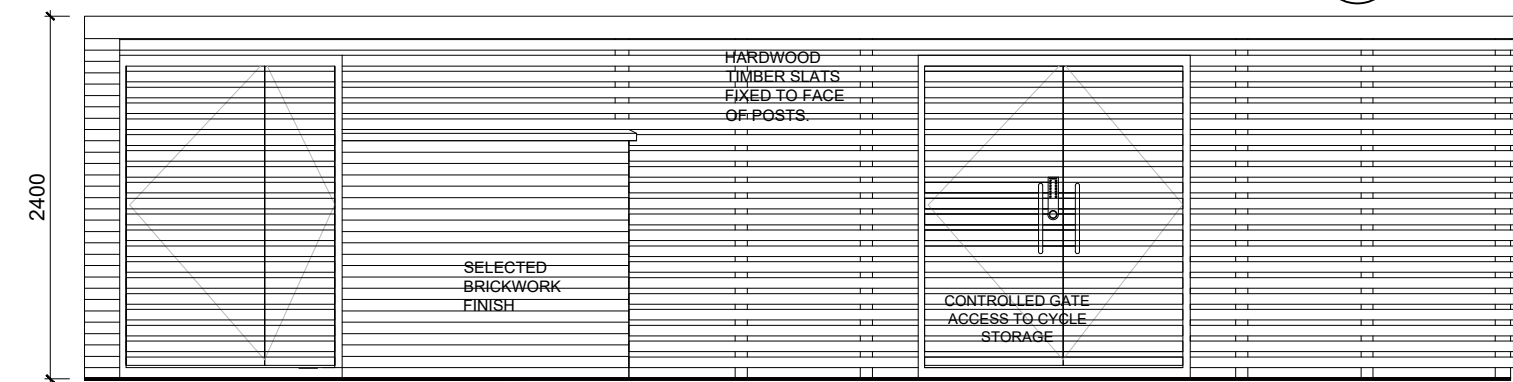 HARDWOOD
TIMBER SLATS
FIXED TO FACE
OF POSTS.
2400
SELECTED
BRICKWORK
FINISH
CONTROLLED GATE
ACCESS TO CYCLE
STORAGE